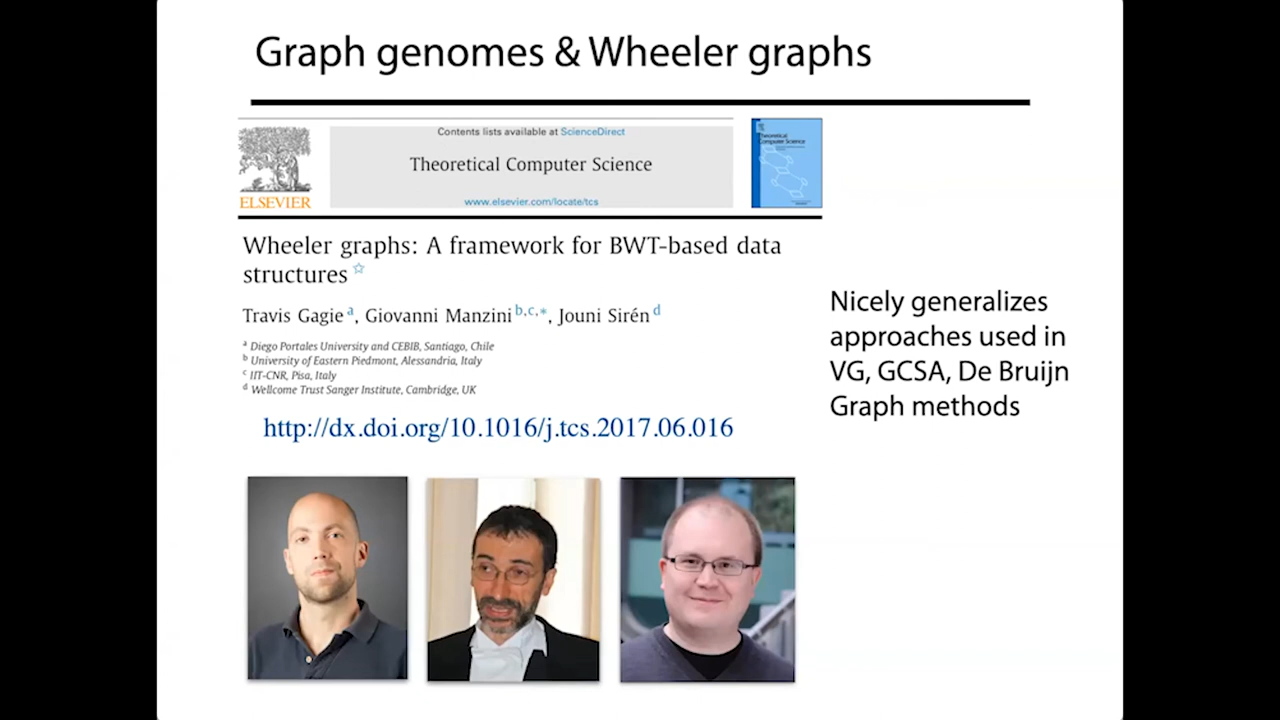 Graph genomes & Wheeler graphs
Contents lists available at ScienceDirect
Theoretical Computer Science
www.elsevier.com/locate/tcs
ELSEVIER
Theoretical
Computer Science
Wheeler graphs: A framework for BWT-based data
structures ☆
Travis Gagie a, Giovanni Manzini b,c,*, Jouni Sirén d
a Diego Portales University and CEBIB, Santiago, Chile
b University of Eastern Piedmont, Alessandria, Italy
c IIT-CNR, Pisa, Italy
d Wellcome Trust Sanger Institute, Cambridge, UK
http://dx.doi.org/10.1016/j.tcs.2017.06.016
Nicely generalizes
approaches used in
VG, GCSA, De Bruijn
Graph methods